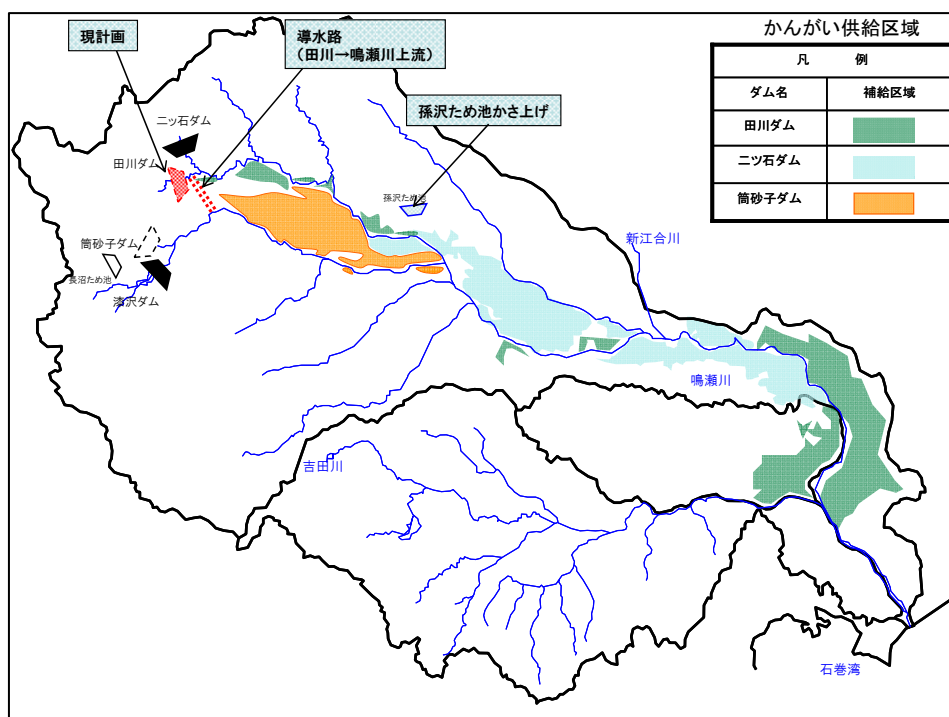 かんがい供給区域
凡　　例
ダム名　補給区域
田川ダム
二ツ石ダム
筒砂子ダム
現計画
導水路
（田川→鳴瀬川上流）
孫沢ため池かさ上げ
二ッ石ダム
田川ダム
孫沢ため池
筒砂子ダム
長沼ため池
漆沢ダム
新江合川
鳴瀬川
吉田川
石巻湾